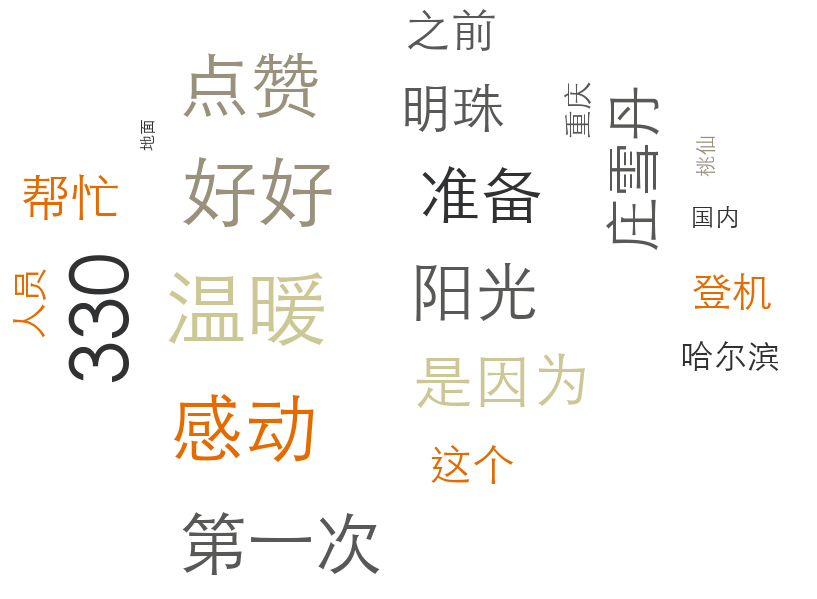 之前
点赞
明珠
重庆
庄雪丹
地面
桃仙
好好
准备
帮忙
国内
人员
330
温暖
阳光
登机
哈尔滨
是因为
感动
这个
第一次